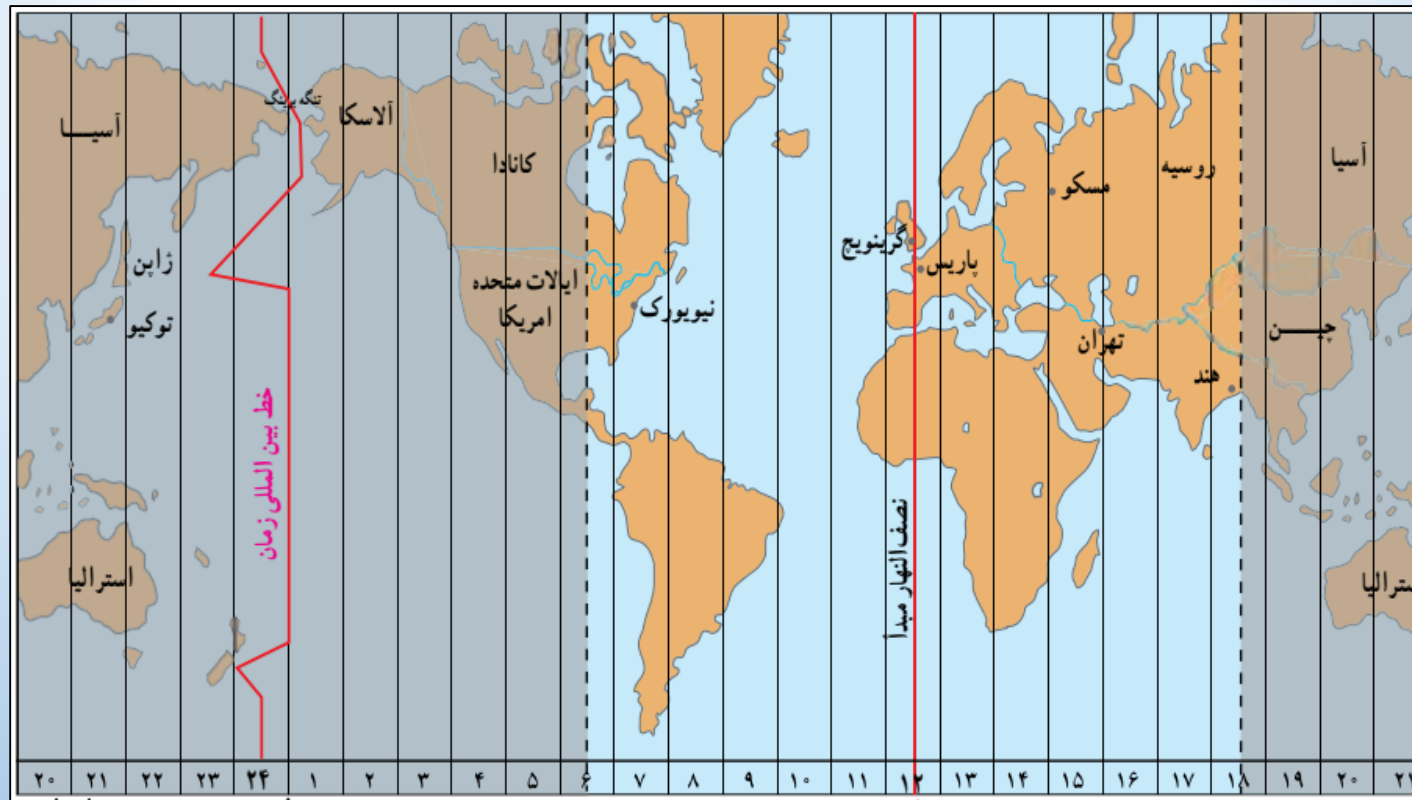 تنگه برینگ
آلاسکا
آسیا
کانادا
روسیه
آسیا
مسکو
گرینویچ
پاریس
ژاپن
ایالات متحده
امریکا
نیویورک
توکیو
تهران
چین
هند
خط بین المللی زمان
نصف‌النهار مبدأ
استرالیا
سترالیا
۲۰ ۲۱ ۲۲ ۲۳ ۲۴ ۱ ۲ ۳ ۴ ۵ ۶ ۷ ۸ ۹ ۱۰ ۱۱ ۱۲ ۱۳ ۱۴ ۱۵ ۱۶ ۱۷ ۱۸ ۱۹ ۲۰ ۲۱